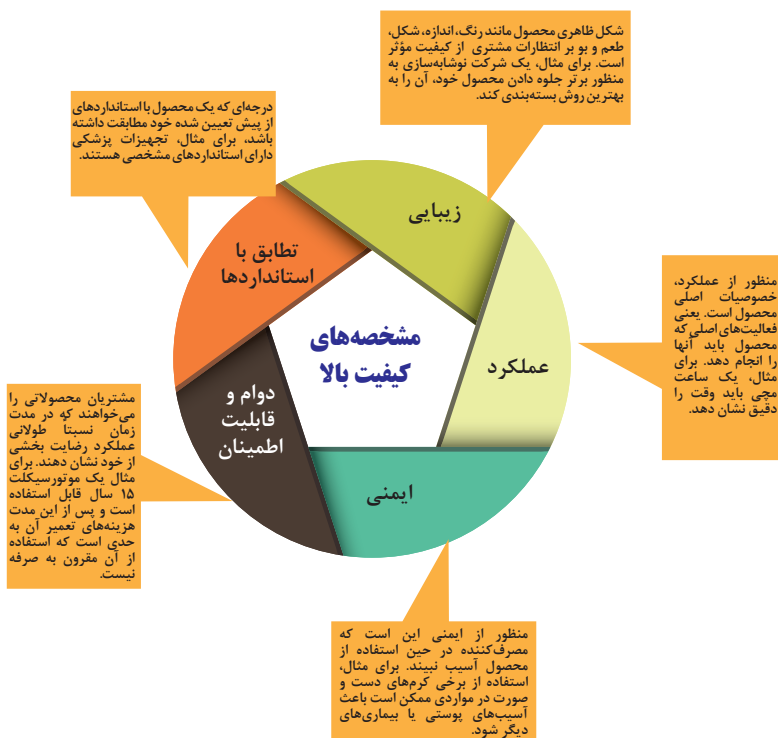 شکل ظاهری محصول مانند رنگ، اندازه، شکل،
طعم و بو بر انتظارات مشتری از کیفیت مؤثر
است. برای مثال، یک شرکت نوشابه‌سازی به
منظور برتر جلوه دادن محصول خود، آن را به
بهترین روش بسته‌بندی کند.
درجه‌ای که یک محصول با استانداردهای
از پیش تعیین شده خود مطابقت داشته
باشد، برای مثال، تجهیزات پزشکی
دارای استانداردهای مشخصی هستند.
زیبایی
تطابق با
استانداردها
مشخصه‌های
کیفیت بالا
عملکرد
منظور از عملکرد،
خصوصیات اصلی
محصول است. یعنی
فعالیت‌های اصلی که
محصول باید آنها
را انجام دهد. برای
مثال، یک ساعت
مچی باید وقت را
دقیق نشان دهد.
دوام و
قابلیت
اطمینان
مشتریان محصولاتی را
می‌خواهند که در مدت
زمان نسبتاً طولانی
عملکرد رضایت بخشی
از خود نشان دهند. برای
مثال یک موتورسیکلت
۱۵ سال قابل استفاده
است و پس از این مدت
هزینه‌های تعمیر آن به
حدی است که استفاده
از آن مقرون به صرفه
نیست.
ایمنی
منظور از ایمنی این است که
مصرف‌کننده در حین استفاده از
محصول آسیب نبیند. برای مثال،
استفاده از برخی کرم‌های دست و
صورت در مواردی ممکن است باعث
آسیب‌های پوستی یا بیماری‌های
دیگر شود.